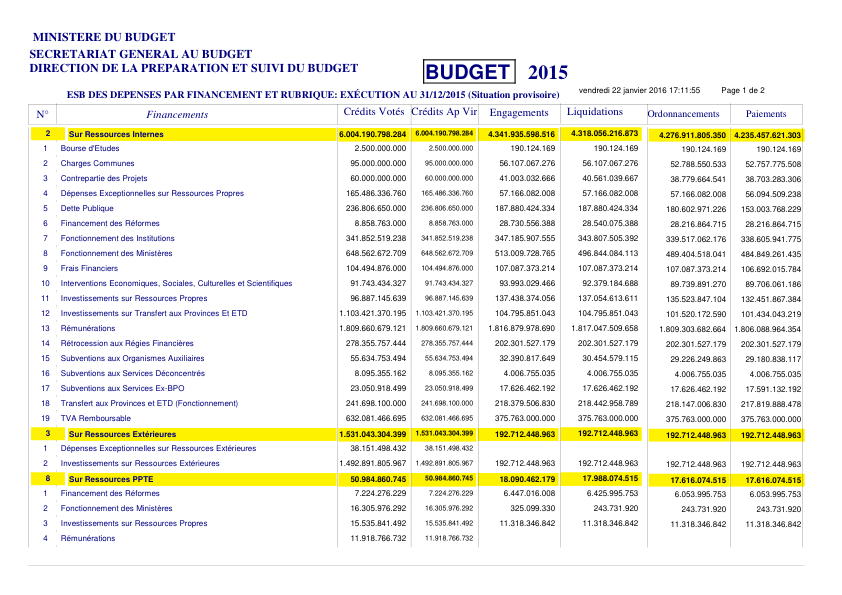 MINISTERE DU BUDGET
SECRETARIAT GENERAL AU BUDGET
DIRECTION DE LA PREPARATION ET SUIVI DU BUDGET
BUDGET 2015
vendredi 22 janvier 2016 17:11:55 Page 1 de 2
ESB DES DEPENSES PAR FINANCEMENT ET RUBRIQUE: EXÉCUTION AU 31/12/2015 (Situation provisoire)
N° Financements Crédits Votés Crédits Ap Vir Engagements Liquidations Ordonnancements Paiements
2 Sur Ressources Internes 6.004.190.798.284 6.004.190.798.284 4.341.935.598.516 4.318.056.216.873 4.276.911.805.350 4.235.457.621.303
1 Bourse d'Etudes 2.500.000.000 2.500.000.000 190.124.169 190.124.169 190.124.169 190.124.169
2 Charges Communes 95.000.000.000 95.000.000.000 56.107.067.276 56.107.067.276 52.788.550.533 52.757.775.508
3 Contrepartie des Projets 60.000.000.000 60.000.000.000 41.003.032.666 40.561.039.667 38.779.664.541 38.703.283.306
4 Dépenses Exceptionnelles sur Ressources Propres 165.486.336.760 165.486.336.760 57.166.082.008 57.166.082.008 57.166.082.008 56.094.509.238
5 Dette Publique 236.806.650.000 236.806.650.000 187.880.424.334 187.880.424.334 180.602.971.226 153.003.768.229
6 Financement des Réformes 8.858.763.000 8.858.763.000 28.730.556.388 28.540.075.388 28.216.864.715 28.216.864.715
7 Fonctionnement des Institutions 341.852.519.238 341.852.519.238 347.185.907.555 343.807.505.392 339.517.062.176 338.605.941.775
8 Fonctionnement des Ministères 648.562.672.709 648.562.672.709 513.009.728.765 496.844.084.113 489.404.518.041 484.849.261.435
9 Frais Financiers 104.494.876.000 104.494.876.000 107.087.373.214 107.087.373.214 107.087.373.214 106.692.015.784
10 Interventions Economiques, Sociales, Culturelles et Scientifiques 91.743.434.327 91.743.434.327 93.993.029.466 92.379.184.688 89.739.891.270 89.706.061.186
11 Investissements sur Ressources Propres 96.887.145.639 96.887.145.639 137.438.374.056 137.054.613.611 135.523.847.104 132.451.867.384
12 Investissements sur Transfert aux Provinces Et ETD 1.103.421.370.195 1.103.421.370.195 104.795.851.043 104.795.851.043 101.520.172.590 101.434.043.219
13 Rémunérations 1.809.660.679.121 1.809.660.679.121 1.816.879.978.690 1.817.047.509.658 1.809.303.682.664 1.806.088.964.354
14 Rétrocession aux Régies Financières 278.355.757.444 278.355.757.444 202.301.527.179 202.301.527.179 202.301.527.179 202.301.527.179
15 Subventions aux Organismes Auxiliaires 55.634.753.494 55.634.753.494 32.390.817.649 30.454.579.115 29.226.249.863 29.180.838.117
16 Subventions aux Services Déconcentrés 8.095.355.162 8.095.355.162 4.006.755.035 4.006.755.035 4.006.755.035 4.006.755.035
17 Subventions aux Services Ex-BPO 23.050.918.499 23.050.918.499 17.626.462.192 17.626.462.192 17.626.462.192 17.591.132.192
18 Transfert aux Provinces et ETD (Fonctionnement) 241.698.100.000 241.698.100.000 218.379.506.830 218.442.958.789 218.147.006.830 217.819.888.478
19 TVA Remboursable 632.081.466.695 632.081.466.695 375.763.000.000 375.763.000.000 375.763.000.000 375.763.000.000
3 Sur Ressources Extérieures 1.531.043.304.399 1.531.043.304.399 192.712.448.963 192.712.448.963 192.712.448.963 192.712.448.963
1 Dépenses Exceptionnelles sur Ressources Extérieures 38.151.498.432 38.151.498.432
2 Investissements sur Ressources Extérieures 1.492.891.805.967 1.492.891.805.967 192.712.448.963 192.712.448.963 192.712.448.963 192.712.448.963
8 Sur Ressources PPTE 50.984.860.745 50.984.860.745 18.090.462.179 17.988.074.515 17.616.074.515 17.616.074.515
1 Financement des Réformes 7.224.276.229 7.224.276.229 6.447.016.008 6.425.995.753 6.053.995.753 6.053.995.753
2 Fonctionnement des Ministères 16.305.976.292 16.305.976.292 325.099.330 243.731.920 243.731.920 243.731.920
3 Investissements sur Ressources Propres 15.535.841.492 15.535.841.492 11.318.346.842 11.318.346.842 11.318.346.842 11.318.346.842
4 Rémunérations 11.918.766.732 11.918.766.732